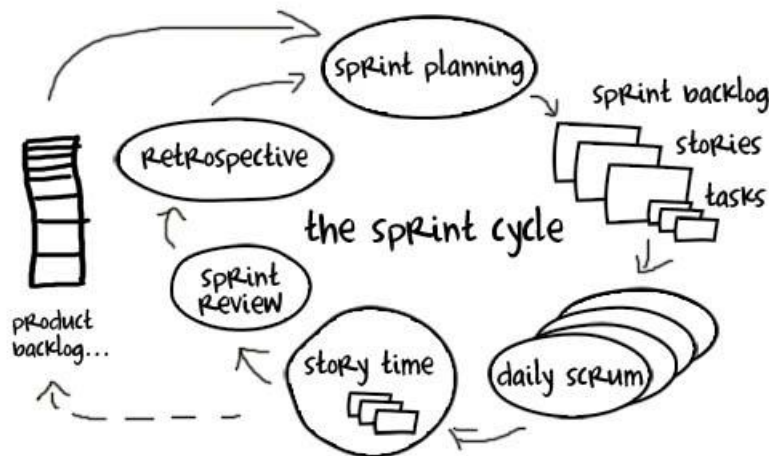 sprint planning
sprint backlog
stories
tasks
retrospective
the sprint cycle
sprint
review
product
backlog...
story time
daily scrum